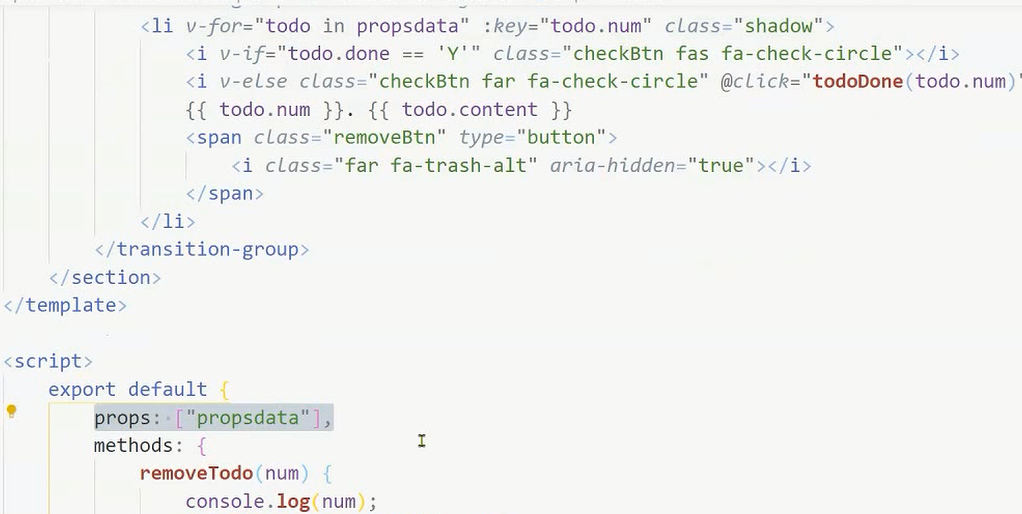 <li v-for="todo in propsdata" :key="todo.num" class="shadow">
<i v-if="todo.done == 'Y'" class="checkBtn fas fa-check-circle"></i>
<i v-else class="checkBtn far fa-check-circle" @click="todoDone(todo.num)"
{{ todo.num }}. {{ todo.content }}
<span class="removeBtn" type="button">
<i class="far fa-trash-alt" aria-hidden="true"></i>
</span>
</li>
</transition-group>
</section>
</template>
<script>
export default {
props: ["propsdata"],
methods: {
removeTodo(num) {
console.log(num);